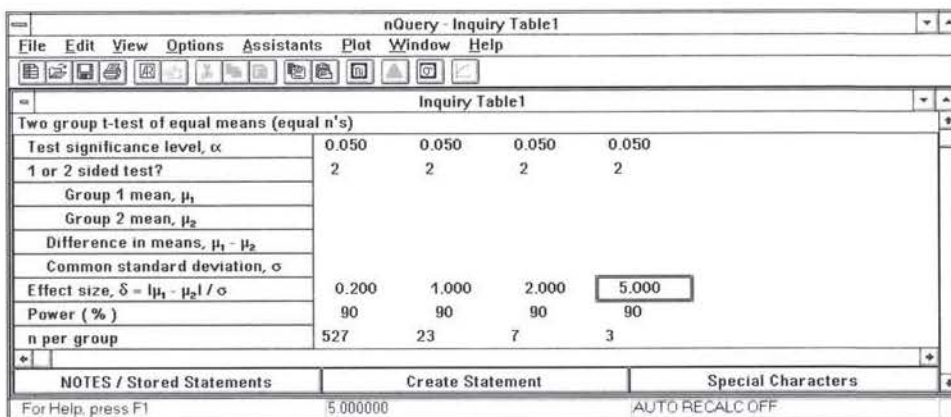 nQuery - Inquiry Table1
File Edit View Options Assistants Plot Window Help
Inquiry Table1
Two group t-test of equal means (equal n's)
Test significance level, α 0.050 0.050 0.050 0.050
1 or 2 sided test? 2 2 2 2
Group 1 mean, μ₁
Group 2 mean, μ₂
Difference in means, μ₁ - μ₂
Common standard deviation, σ
Effect size, δ = |μ₁ - μ₂| / σ 0.200 1.000 2.000 5.000
Power ( % ) 90 90 90 90
n per group 527 23 7 3
NOTES / Stored Statements Create Statement Special Characters
For Help, press F1 5.000000 AUTO RECALC OFF